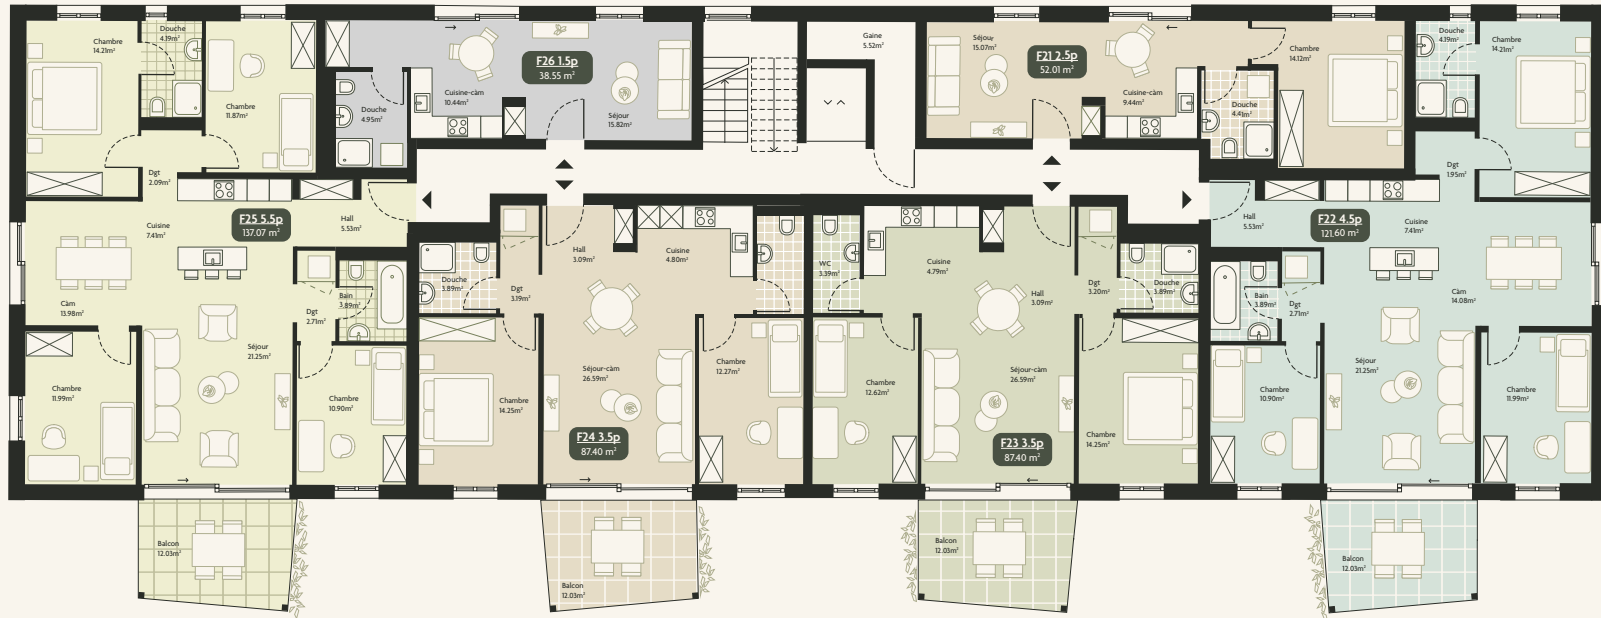 Chambre
14.21m²
Douche
4.19m²
Chambre
11.87m²
Dgt
2.09m²
F25 5.5p
137.07 m²
Cuisine
7.41m²
Hall
5.53m²
Càm
13.98m²
Bain
3.89m²
Dgt
2.71m²
Séjour
21.25m²
Chambre
11.99m²
Chambre
10.90m²
Balcon
12.03m²
F26 1.5p
38.55 m²
Cuisine-càm
10.44m²
Douche
4.95m²
Séjour
15.82m²
Gaine
5.52m²
F21 2.5p
52.01 m²
Séjour
15.07m²
Cuisine-càm
9.44m²
Chambre
14.12m²
Douche
4.41m²
Douche
4.19m²
Chambre
14.21m²
Dgt
1.95m²
F22 4.5p
121.60 m²
Hall
5.53m²
Cuisine
7.41m²
Càm
14.08m²
Bain
3.89m²
Dgt
2.71m²
Séjour
21.25m²
Chambre
10.90m²
Chambre
11.99m²
Balcon
12.03m²
Douche
3.89m²
Dgt
3.19m²
Hall
3.09m²
Cuisine
4.80m²
Séjour-càm
26.59m²
Chambre
14.25m²
Chambre
12.27m²
F24 3.5p
87.40 m²
Balcon
12.03m²
WC
3.39m²
Cuisine
4.79m²
Hall
3.09m²
Dgt
3.20m²
Douche
3.89m²
Séjour-càm
26.59m²
Chambre
12.62m²
Chambre
14.25m²
F23 3.5p
87.40 m²
Balcon
12.03m²